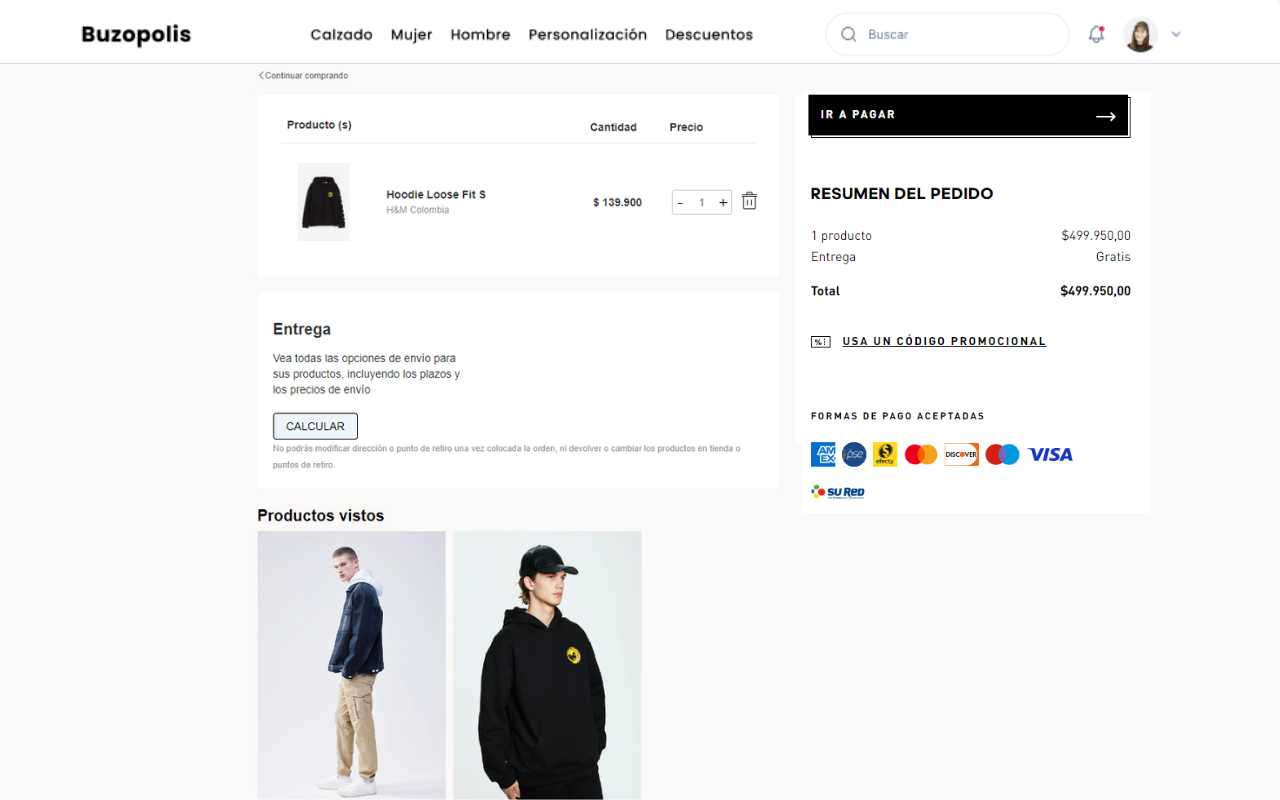 Buzopolis
Calzado Mujer Hombre Personalización Descuentos
Buscar
Continuar comprando
Producto (s) Cantidad Precio
Hoodie Loose Fit S
H&M Colombia
$ 139.900
- 1 +
Entrega
Vea todas las opciones de envío para
sus productos, incluyendo los plazos y
los precios de envío
CALCULAR
No podrás modificar dirección o punto de retiro una vez colocada la orden, ni devolver o cambiar los productos en tienda o
puntos de retiro.
Productos vistos
IR A PAGAR
RESUMEN DEL PEDIDO
1 producto $499.950,00
Entrega Gratis
Total $499.950,00
USA UN CÓDIGO PROMOCIONAL
FORMAS DE PAGO ACEPTADAS
AMEX pse efecty DISCOVER VISA
SU RED